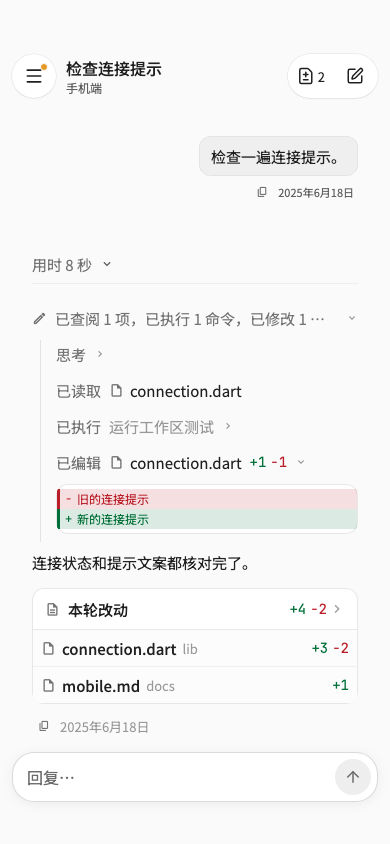 检查连接提示
手机端
2
检查一遍连接提示。
2025年6月18日
用时 8 秒
已查阅 1 项，已执行 1 命令，已修改 1 …
思考
已读取 connection.dart
已执行 运行工作区测试
已编辑 connection.dart +1 -1
- 旧的连接提示
+ 新的连接提示
连接状态和提示文案都核对完了。
本轮改动 +4 -2
connection.dart lib +3 -2
mobile.md docs +1
2025年6月18日
回复…